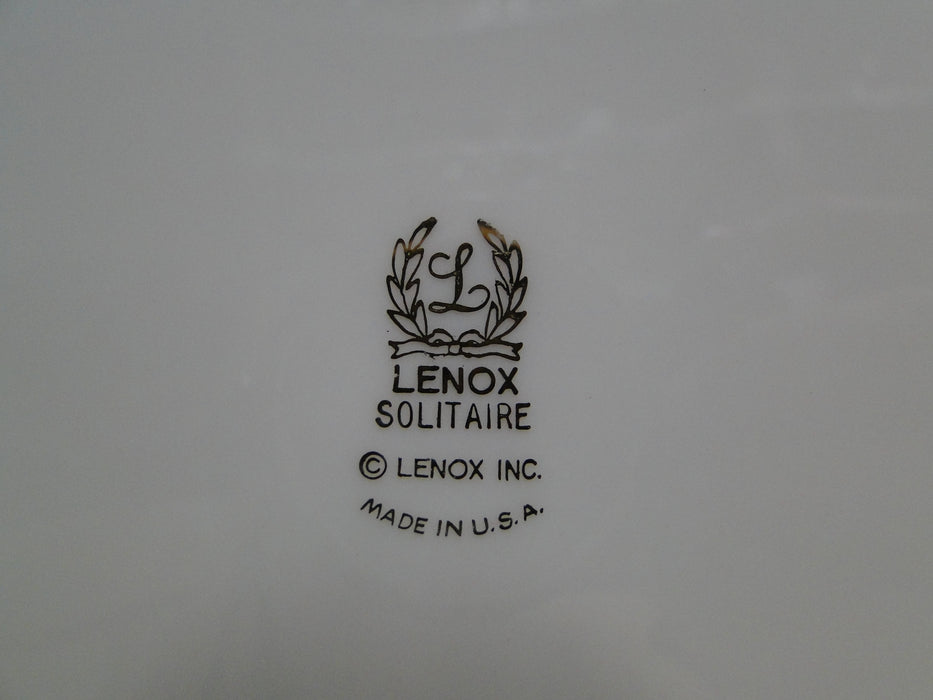 L
LENOX
SOLITAIRE
© LENOX INC.
MADE IN U.S.A.